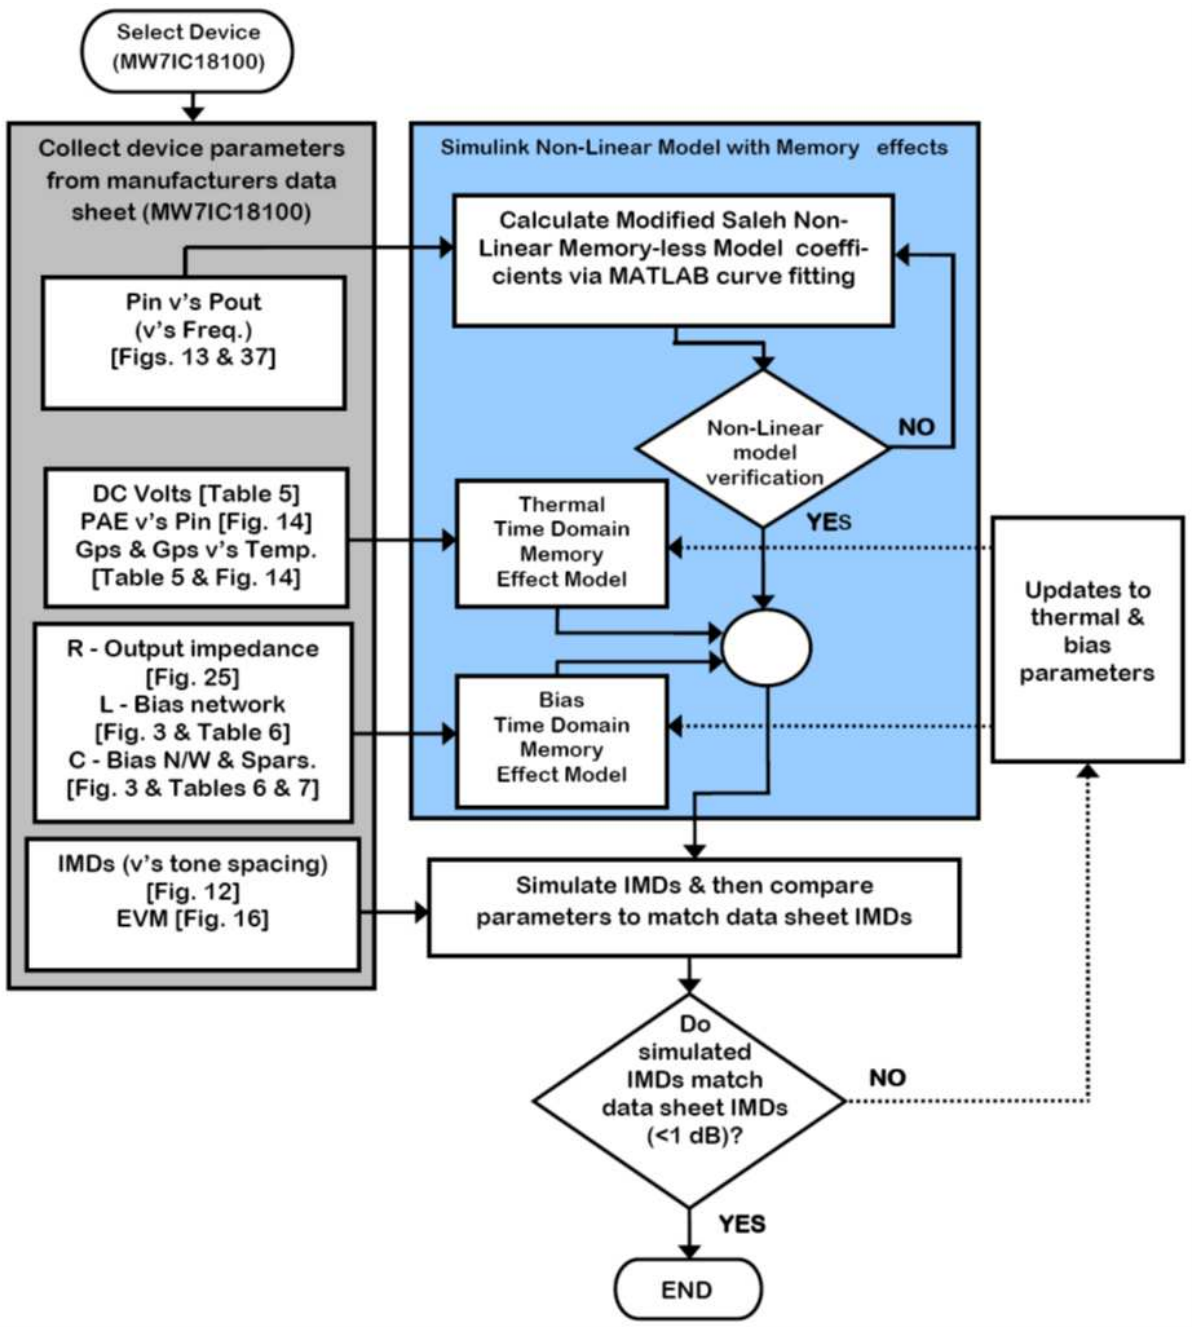 Select Device
(MW7IC18100)
Collect device parameters
from manufacturers data
sheet (MW7IC18100)
Pin v's Pout
(v's Freq.)
[Figs. 13 & 37]
DC Volts [Table 5]
PAE v's Pin [Fig. 14]
Gps & Gps v's Temp.
[Table 5 & Fig. 14]
R - Output impedance
[Fig. 25]
L - Bias network
[Fig. 3 & Table 6]
C - Bias N/W & Spars.
[Fig. 3 & Tables 6 & 7]
IMDs (v's tone spacing)
[Fig. 12]
EVM [Fig. 16]
Simulink Non-Linear Model with Memory effects
Calculate Modified Saleh Non-
Linear Memory-less Model coeffi-
cients via MATLAB curve fitting
Non-Linear
model
verification
NO
YES
Thermal
Time Domain
Memory
Effect Model
Bias
Time Domain
Memory
Effect Model
Updates to
thermal &
bias
parameters
Simulate IMDs & then compare
parameters to match data sheet IMDs
Do
simulated
IMDs match
data sheet IMDs
(<1 dB)?
NO
YES
END